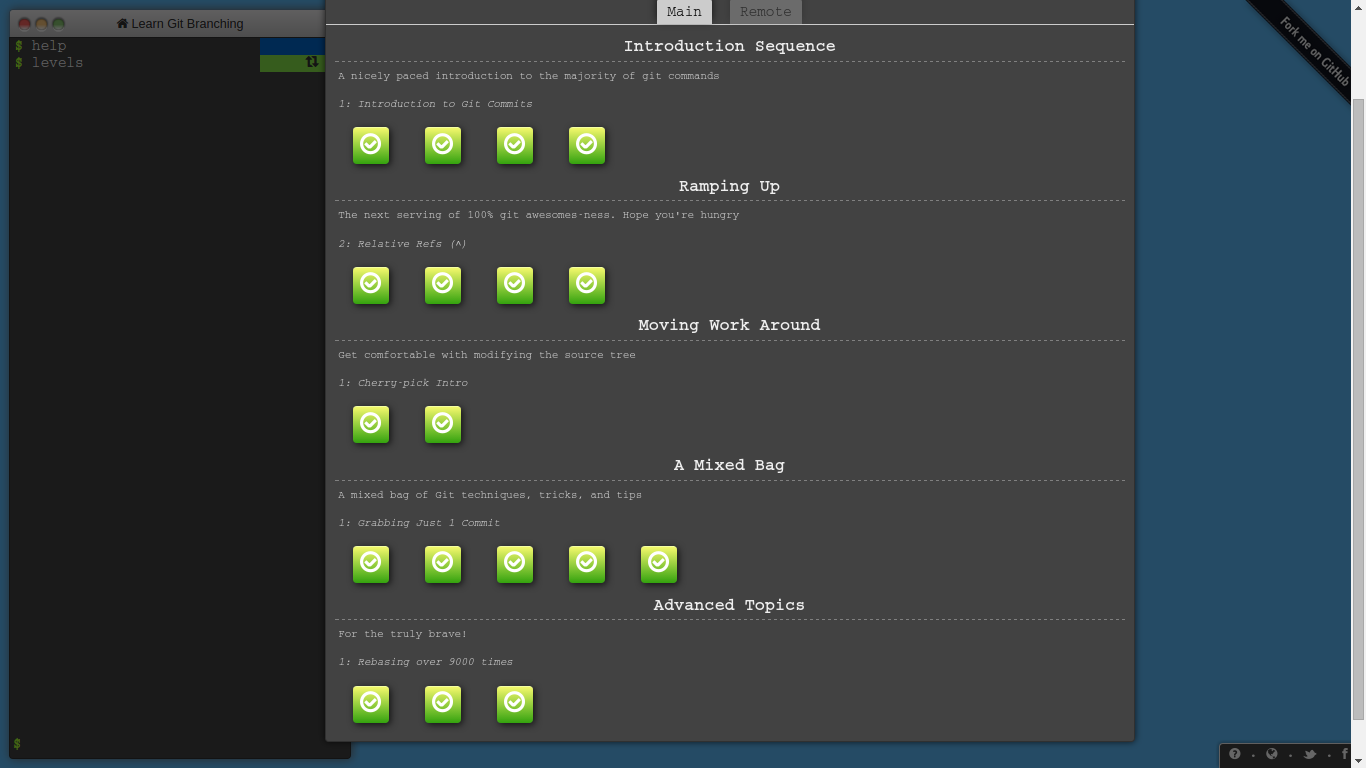 Learn Git Branching
$ help
$ levels
$
Main
Remote
Introduction Sequence
A nicely paced introduction to the majority of git commands
1: Introduction to Git Commits
Ramping Up
The next serving of 100% git awesomes-ness. Hope you're hungry
2: Relative Refs (^)
Moving Work Around
Get comfortable with modifying the source tree
1: Cherry-pick Intro
A Mixed Bag
A mixed bag of Git techniques, tricks, and tips
1: Grabbing Just 1 Commit
Advanced Topics
For the truly brave!
1: Rebasing over 9000 times
Fork me on GitHub